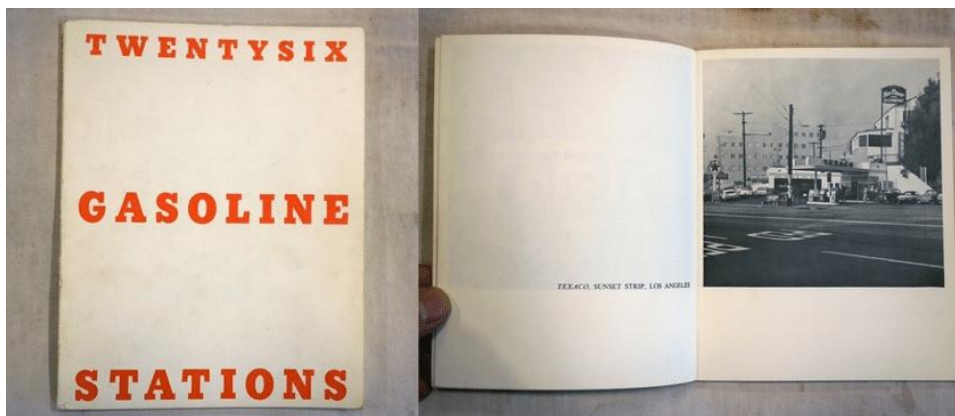 TWENTYSIX
GASOLINE
STATIONS
TEXACO, SUNSET STRIP, LOS ANGELES